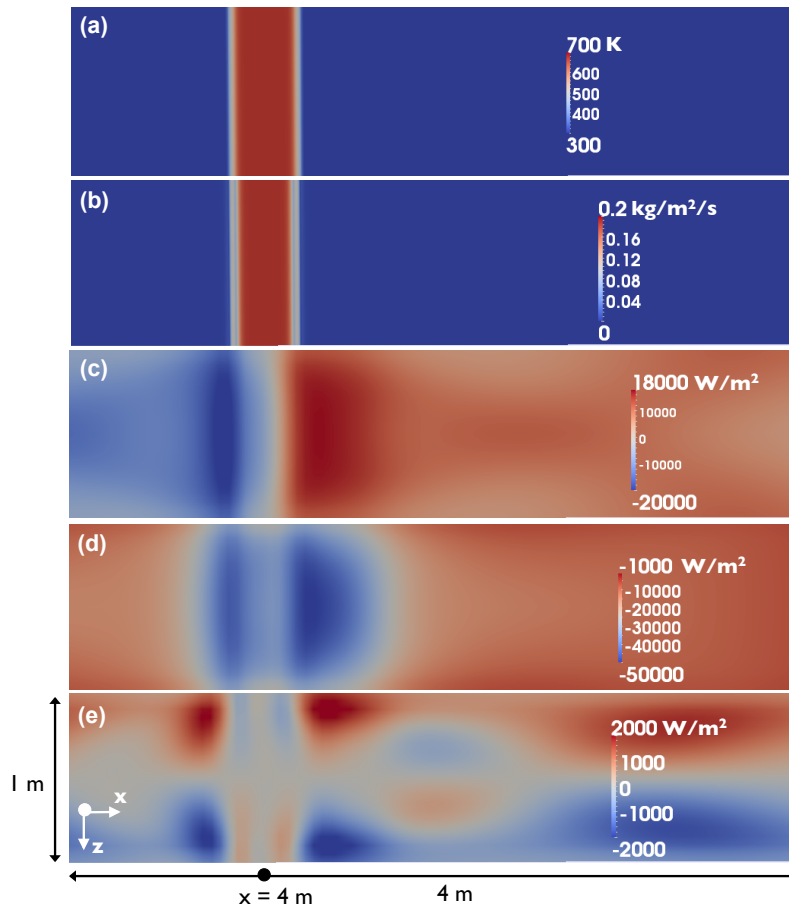 (a)
700 K
600
500
400
300
(b)
0.2 kg/m²/s
0.16
0.12
0.08
0.04
0
(c)
18000 W/m²
10000
0
-10000
-20000
(d)
-1000 W/m²
-10000
-20000
-30000
-40000
-50000
(e)
2000 W/m²
1000
0
-1000
-2000
1 m
x
z
x = 4 m
4 m